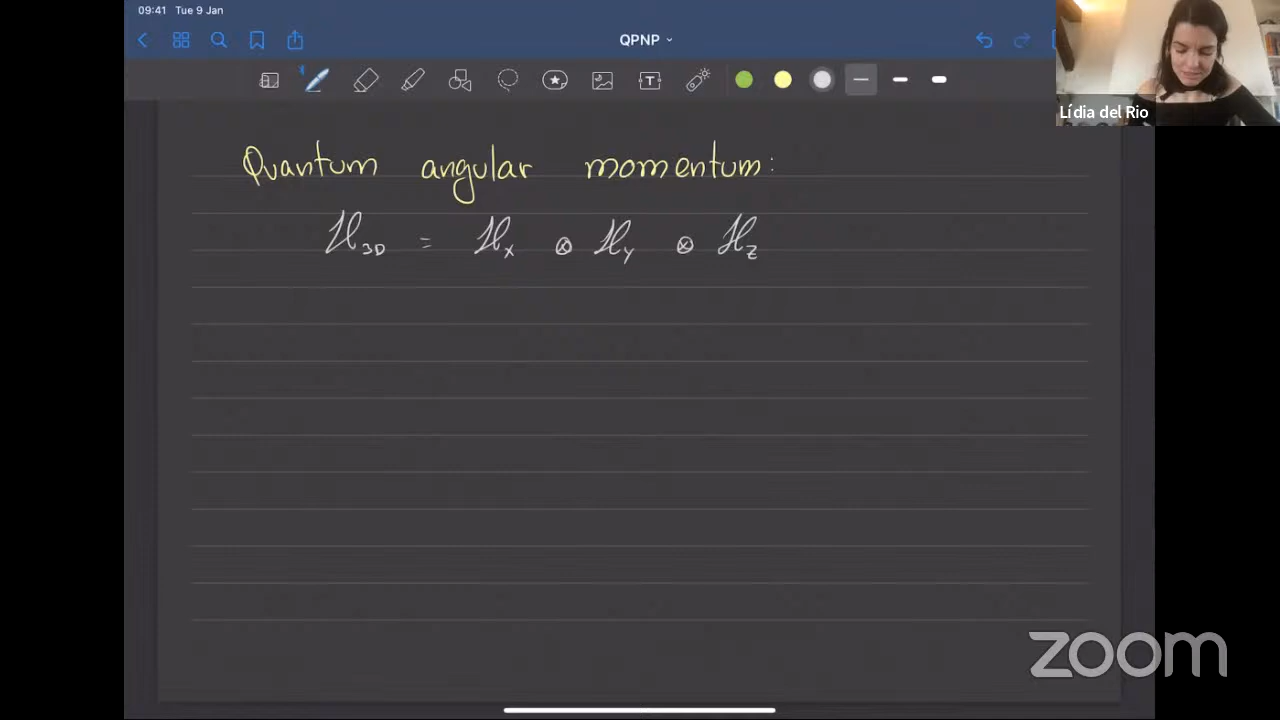 09:41 Tue 9 Jan
QPNP
T
Lídia del Rio
Quantum angular momentum:
ℋ₃D = ℋₓ ⊗ ℋy ⊗ ℋz
zoom